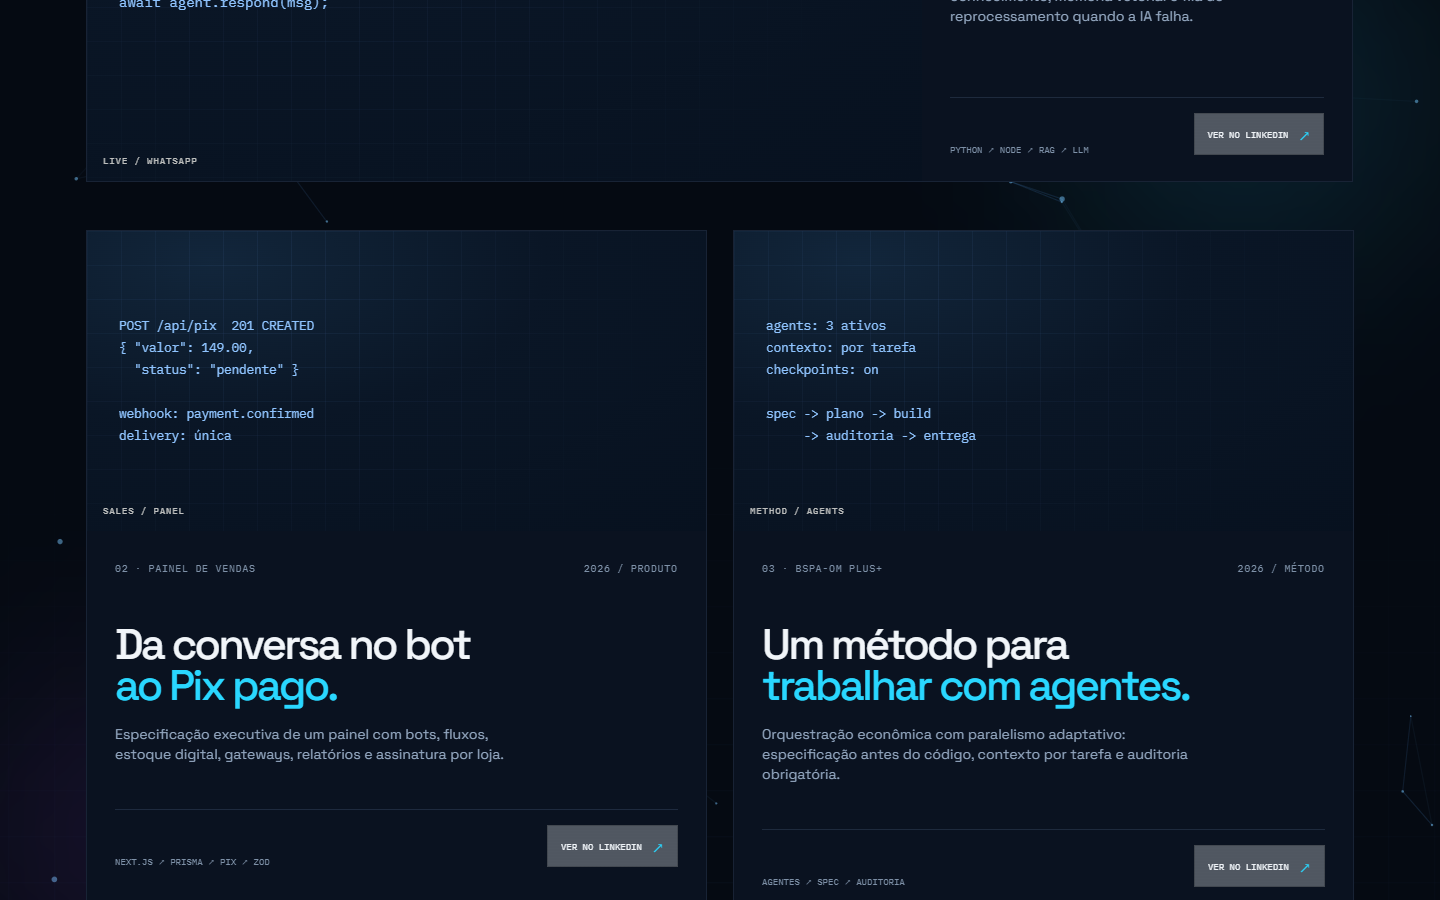 await agent.respond(msg);
reprocessamento quando a IA falha.
LIVE / WHATSAPP
PYTHON ↗ NODE ↗ RAG ↗ LLM
VER NO LINKEDIN ↗
POST /api/pix  201 CREATED
{ "valor": 149.00,
"status": "pendente" }
webhook: payment.confirmed
delivery: única
SALES / PANEL
02 · PAINEL DE VENDAS
2026 / PRODUTO
Da conversa no bot
ao Pix pago.
Especificação executiva de um painel com bots, fluxos,
estoque digital, gateways, relatórios e assinatura por loja.
NEXT.JS ↗ PRISMA ↗ PIX ↗ ZOD
VER NO LINKEDIN ↗
agents: 3 ativos
contexto: por tarefa
checkpoints: on
spec -> plano -> build
-> auditoria -> entrega
METHOD / AGENTS
03 · BSPA-OM PLUS+
2026 / MÉTODO
Um método para
trabalhar com agentes.
Orquestração econômica com paralelismo adaptativo:
especificação antes do código, contexto por tarefa e auditoria
obrigatória.
AGENTES ↗ SPEC ↗ AUDITORIA
VER NO LINKEDIN ↗